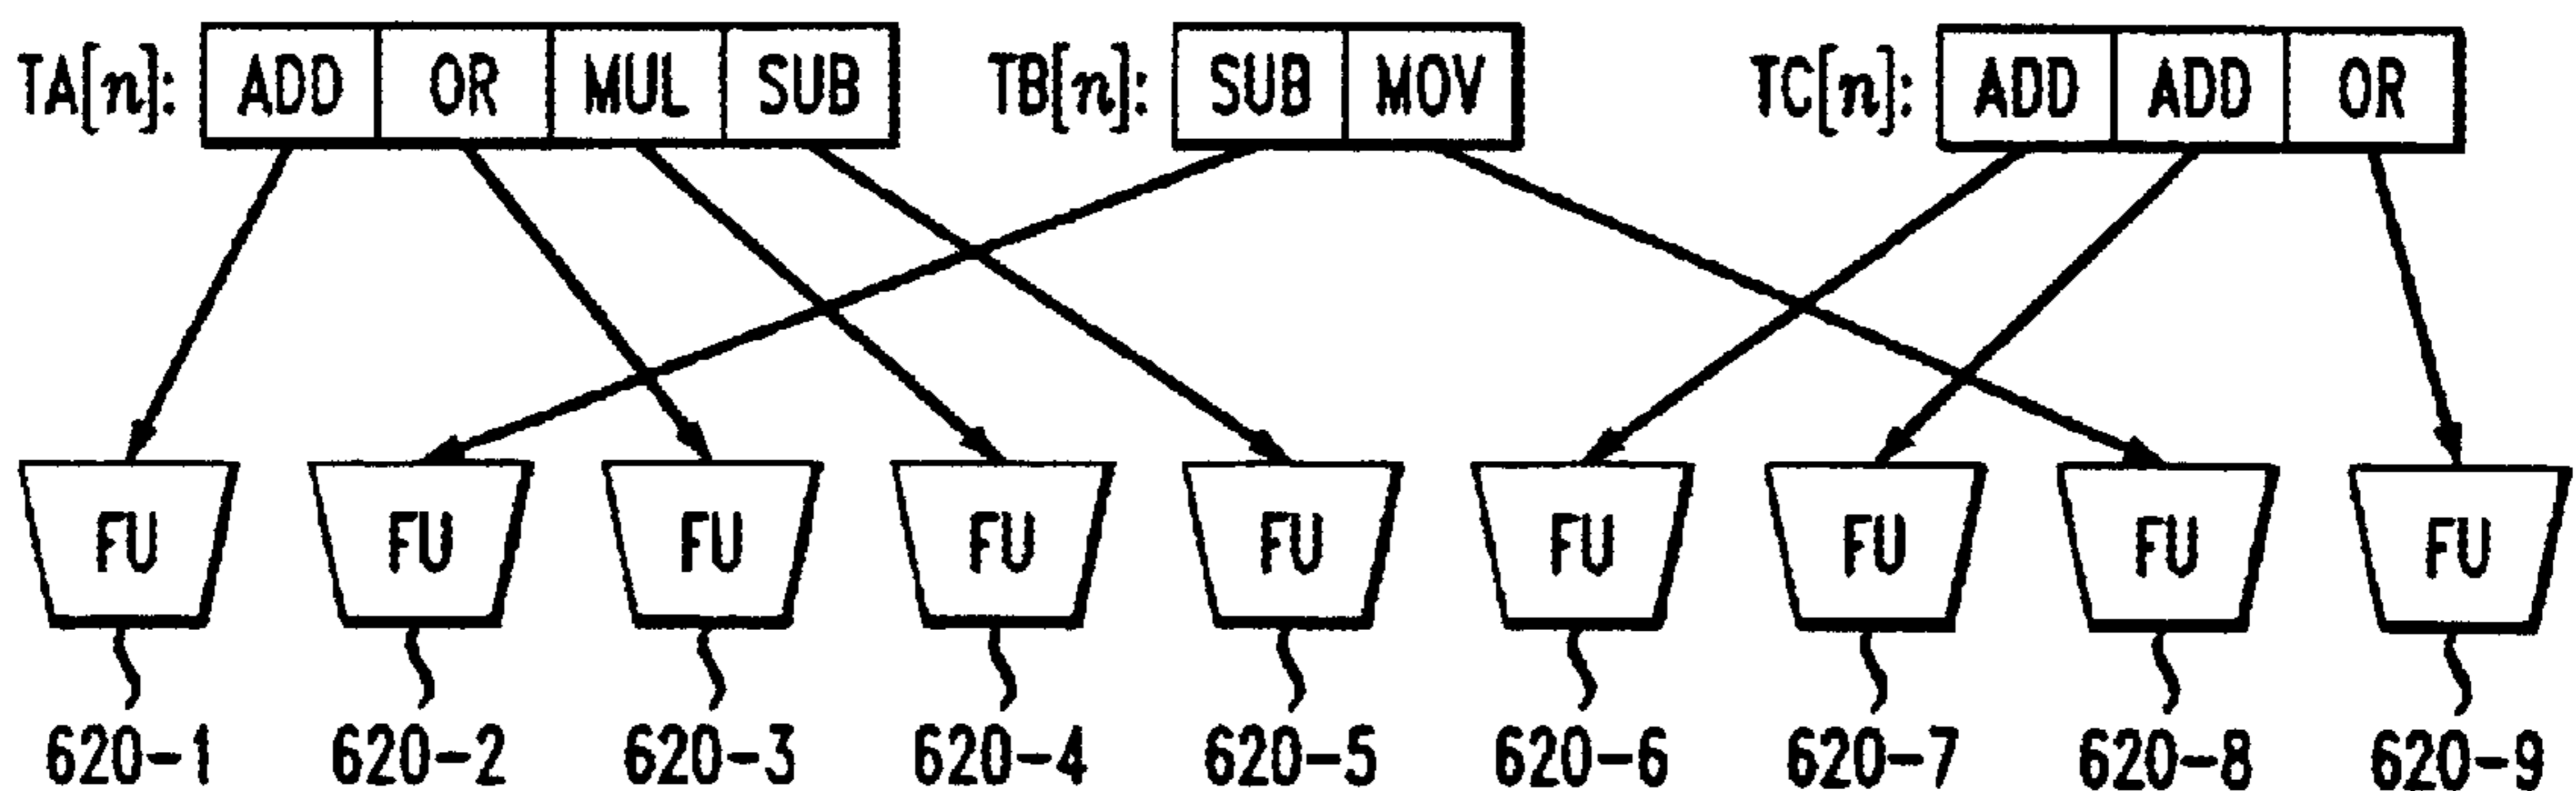 TA[n]: ADD OR MUL SUB TB[n]: SUB MOV TC[n]: ADD ADD OR
FU FU FU FU FU FU FU FU FU
620-1 620-2 620-3 620-4 620-5 620-6 620-7 620-8 620-9